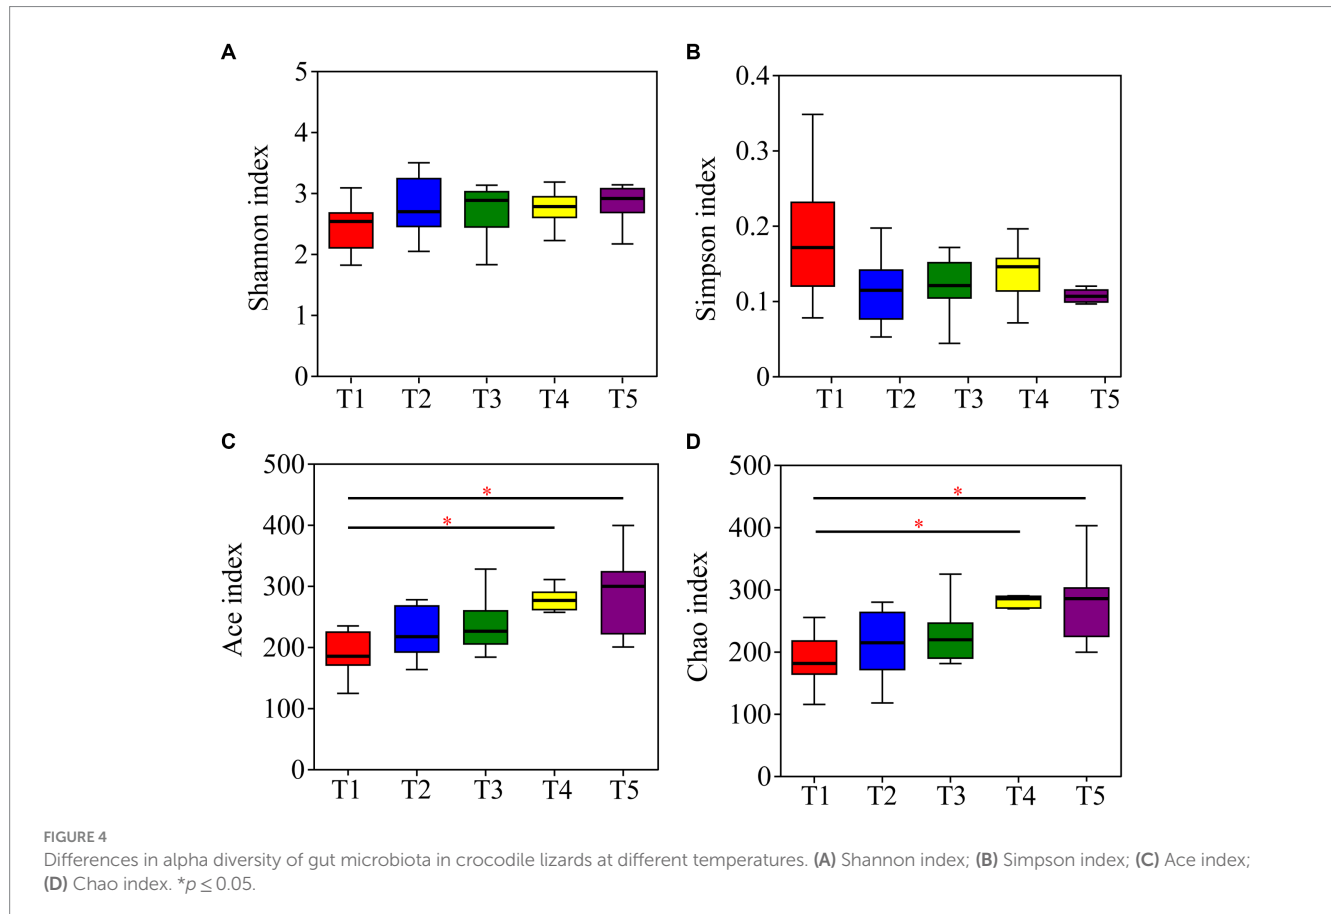 A
B
5
4
3
2
1
0
Shannon index
T1 T2 T3 T4 T5
0.4
0.3
0.2
0.1
0
Simpson index
T1 T2 T3 T4 T5
C
D
500
400
300
200
100
0
Ace index
* 
*
T1 T2 T3 T4 T5
500
400
300
200
100
0
Chao index
*
*
T1 T2 T3 T4 T5
FIGURE 4
Differences in alpha diversity of gut microbiota in crocodile lizards at different temperatures. (A) Shannon index; (B) Simpson index; (C) Ace index;
(D) Chao index. *p ≤ 0.05.